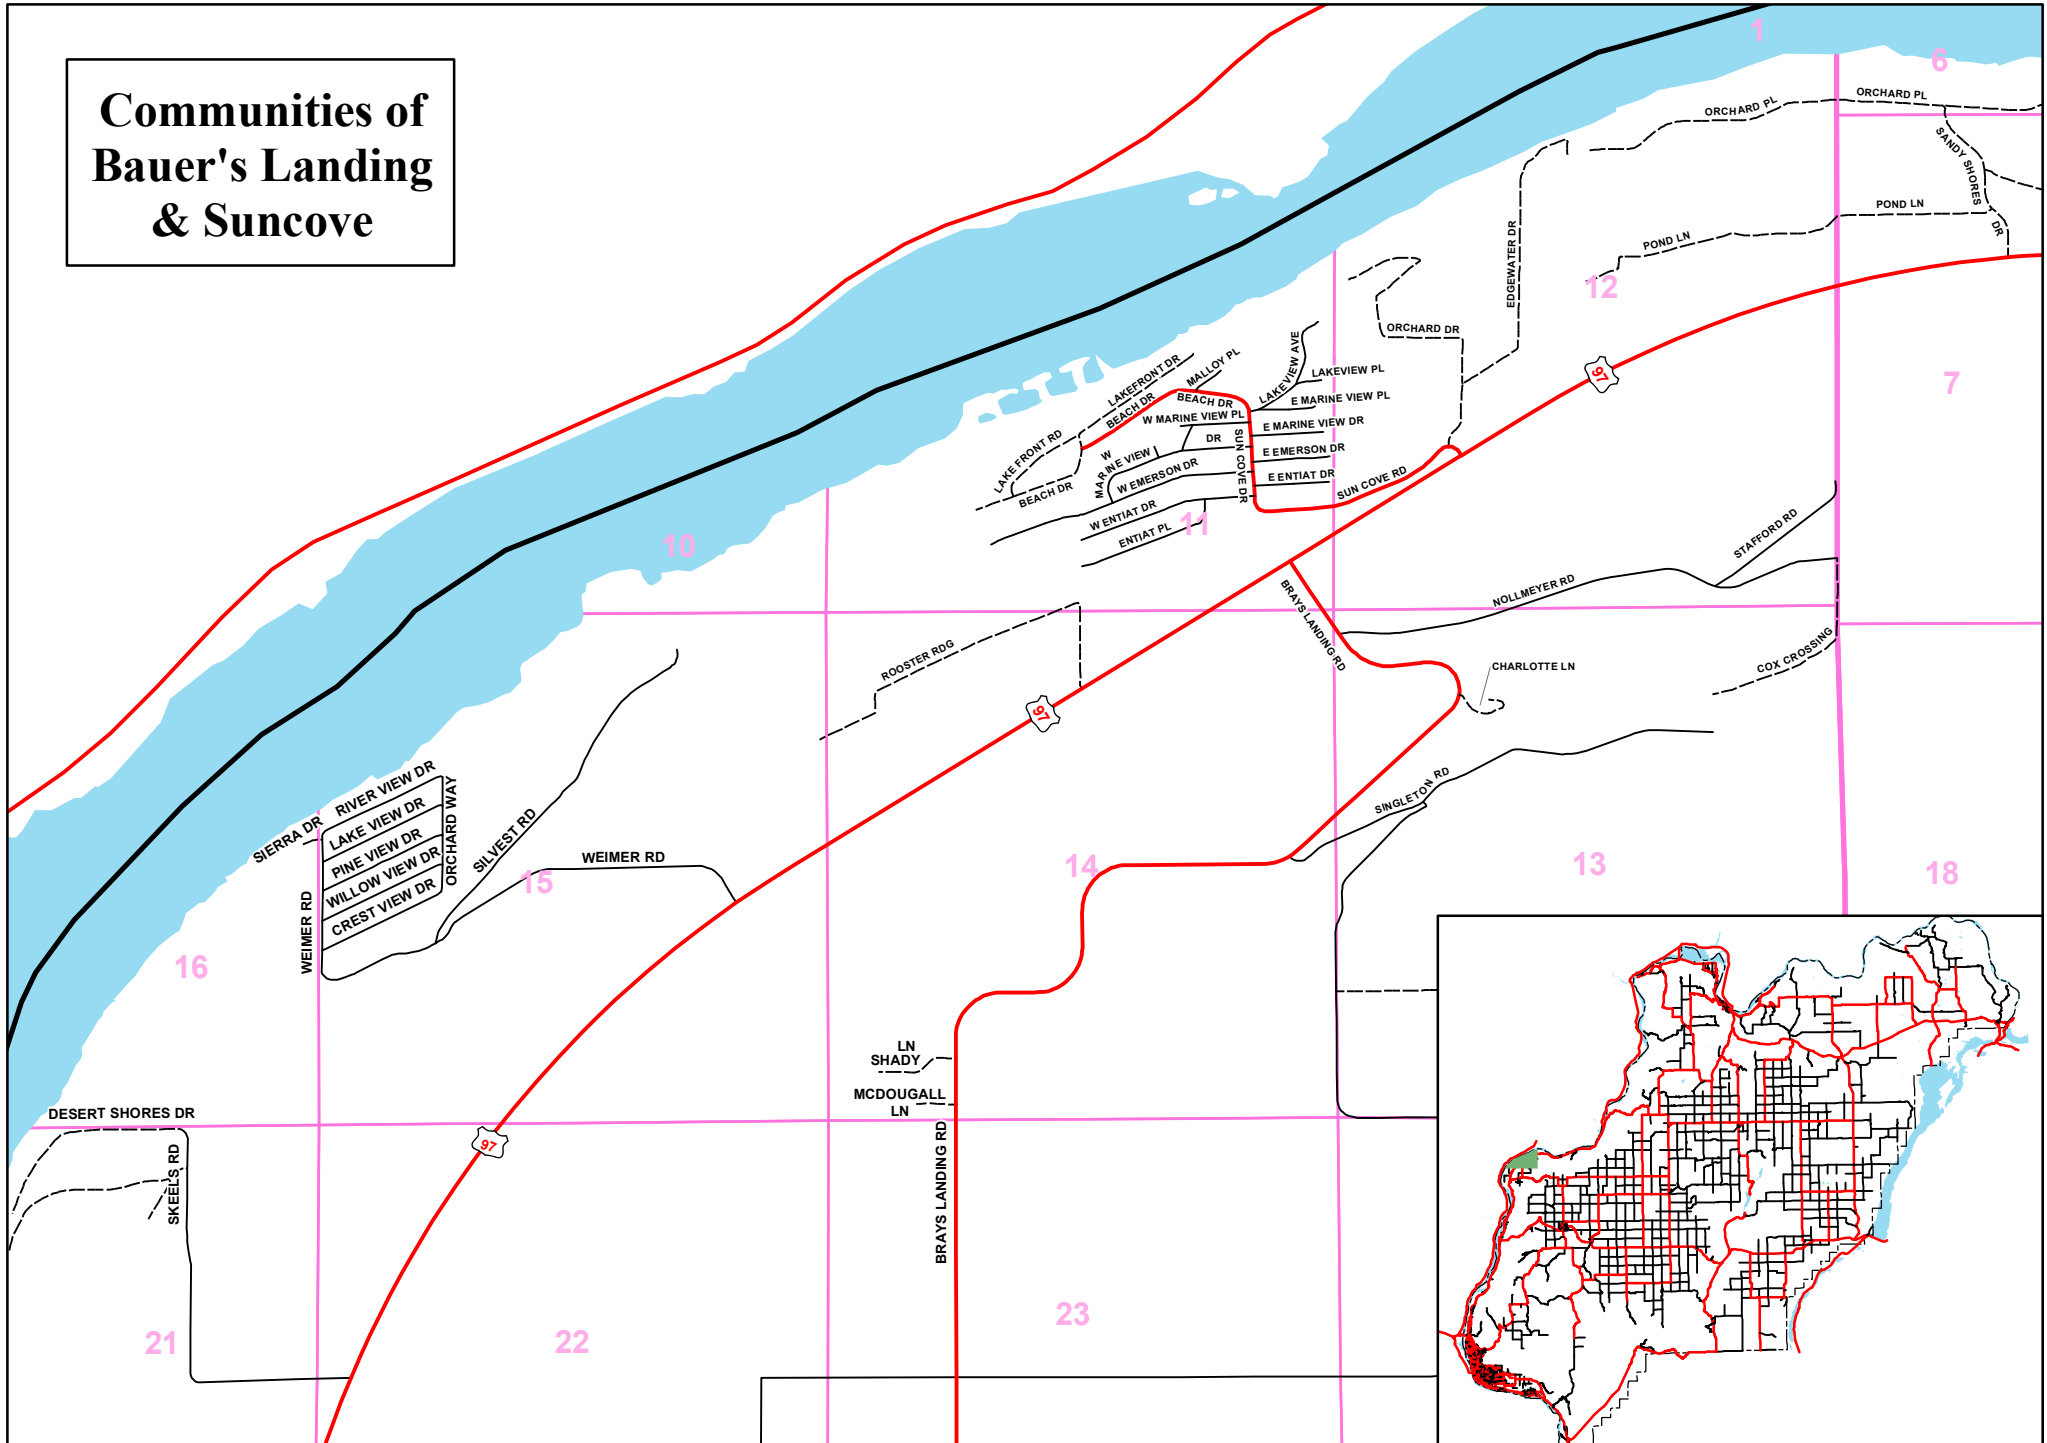 Communities of
Bauer's Landing
& Suncove
1
6
ORCHARD PL
ORCHARD PL
SANDY SHORES
DR
POND LN
POND LN
EDGEWATER DR
12
ORCHARD DR
97
7
LAKEFRONT DR
MALLOY PL
LAKEVIEW AVE
LAKEVIEW PL
BEACH DR
BEACH DR
E MARINE VIEW PL
W MARINE VIEW PL
E MARINE VIEW DR
LAKE FRONT RD
W
MARINE VIEW
DR
SUN COVE DR
E EMERSON DR
W EMERSON DR
E ENTIAT DR
SUN COVE RD
BEACH DR
W ENTIAT DR
ENTIAT PL
11
10
STAFFORD RD
NOLLMEYER RD
BRAYS LANDING RD
COX CROSSING
CHARLOTTE LN
ROOSTER RDG
97
SINGLETON RD
RIVER VIEW DR
SIERRA DR
LAKE VIEW DR
PINE VIEW DR
WILLOW VIEW DR
CREST VIEW DR
ORCHARD WAY
SILVEST RD
WEIMER RD
WEIMER RD
15
14
13
18
16
LN
SHADY
MCDOUGALL
LN
DESERT SHORES DR
SKEELS RD
97
BRAYS LANDING RD
21
22
23